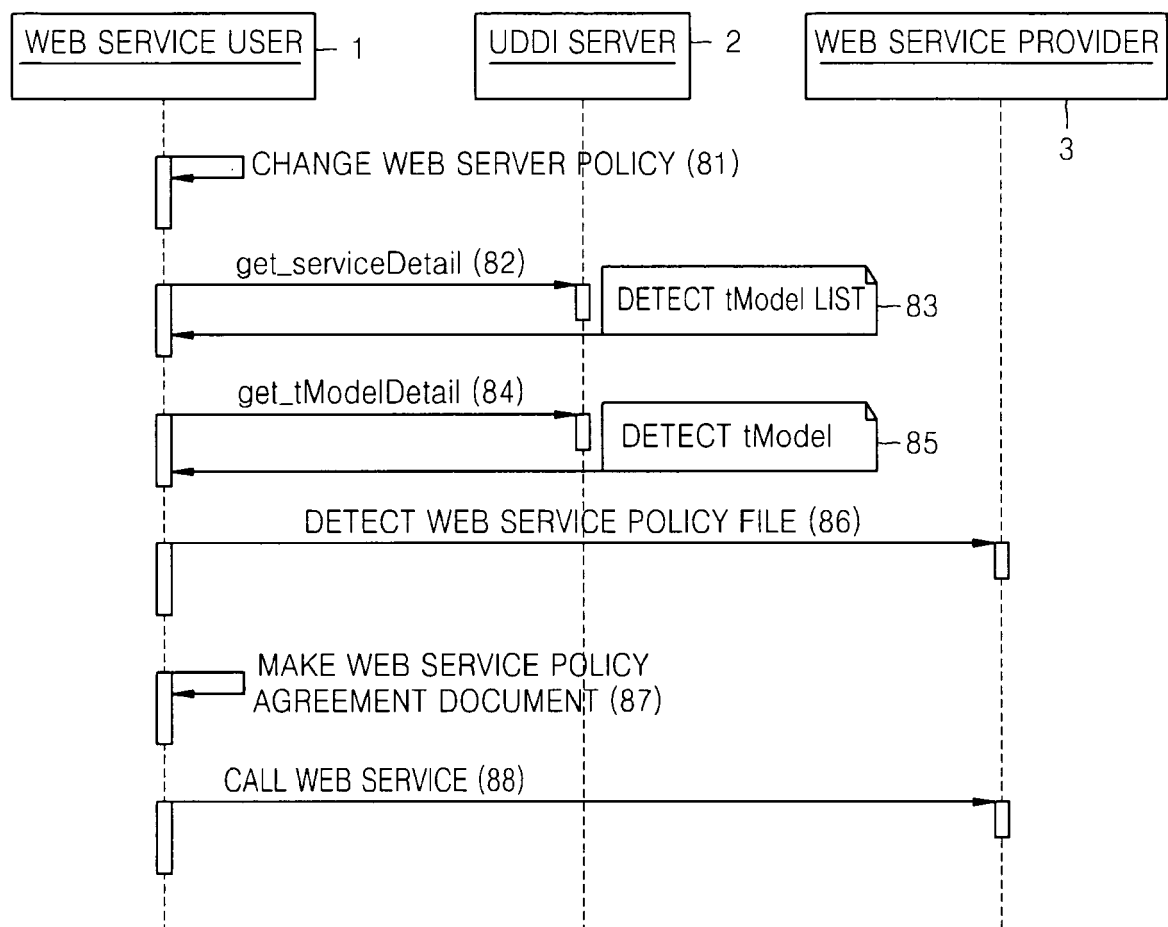 WEB SERVICE USER
1
UDDI SERVER
2
WEB SERVICE PROVIDER
3
CHANGE WEB SERVER POLICY (81)
get_serviceDetail (82)
DETECT tModel LIST
83
get_tModelDetail (84)
DETECT tModel
85
DETECT WEB SERVICE POLICY FILE (86)
MAKE WEB SERVICE POLICY
AGREEMENT DOCUMENT (87)
CALL WEB SERVICE (88)